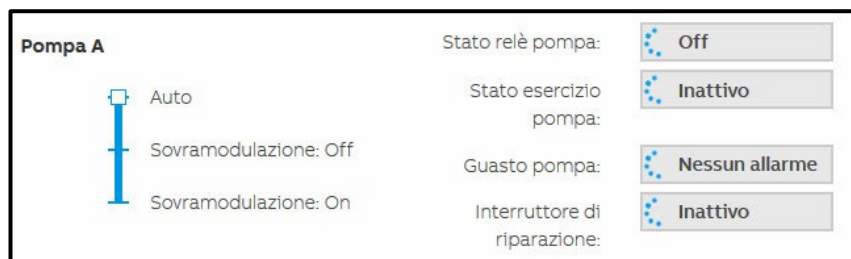 Pompa A
Auto
Sovramodulazione: Off
Sovramodulazione: On
Stato relè pompa:
Off
Stato esercizio
pompa:
Inattivo
Guasto pompa:
Nessun allarme
Interruttore di
riparazione:
Inattivo